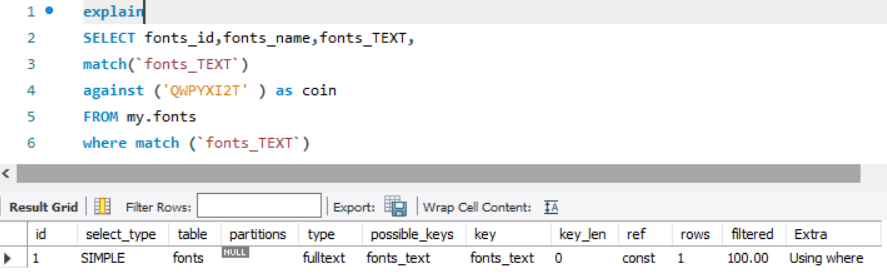 1 explain
2 SELECT fonts_id,fonts_name,fonts_TEXT,
3 match(`fonts_TEXT`)
4 against ('QWPYXI2T' ) as coin
5 FROM my.fonts
6 where match (`fonts_TEXT`)
Result Grid Filter Rows: Export: Wrap Cell Content: IA
id select_type table partitions type possible_keys key key_len ref rows filtered Extra
1 SIMPLE fonts NULL fulltext fonts_text fonts_text 0 const 1 100.00 Using where